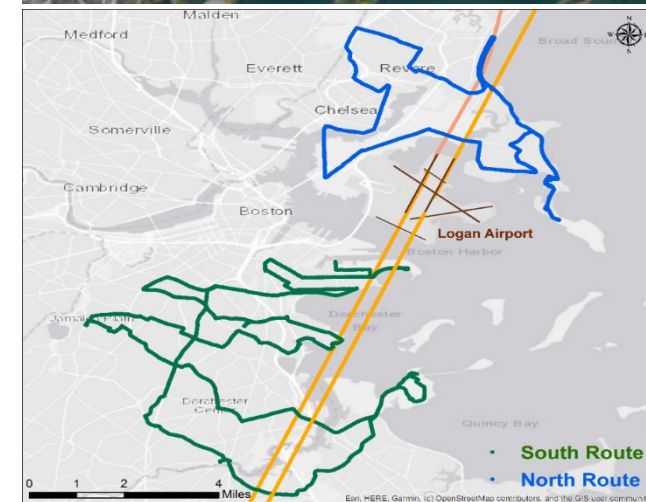 Malden
Medford
N
W
S
Broad Soun
Everett
Revere
Chelsea
Somerville
Cambridge
Boston
Logan Airport
Boston Harbor
Dorchester
Bay
Jamaica Plain
Dorchester
Center
Quincy Bay
South Route
North Route
0 1 2 4
Miles
Esri, HERE, Garmin, (c) OpenStreetMap contributors, and the GIS user communi